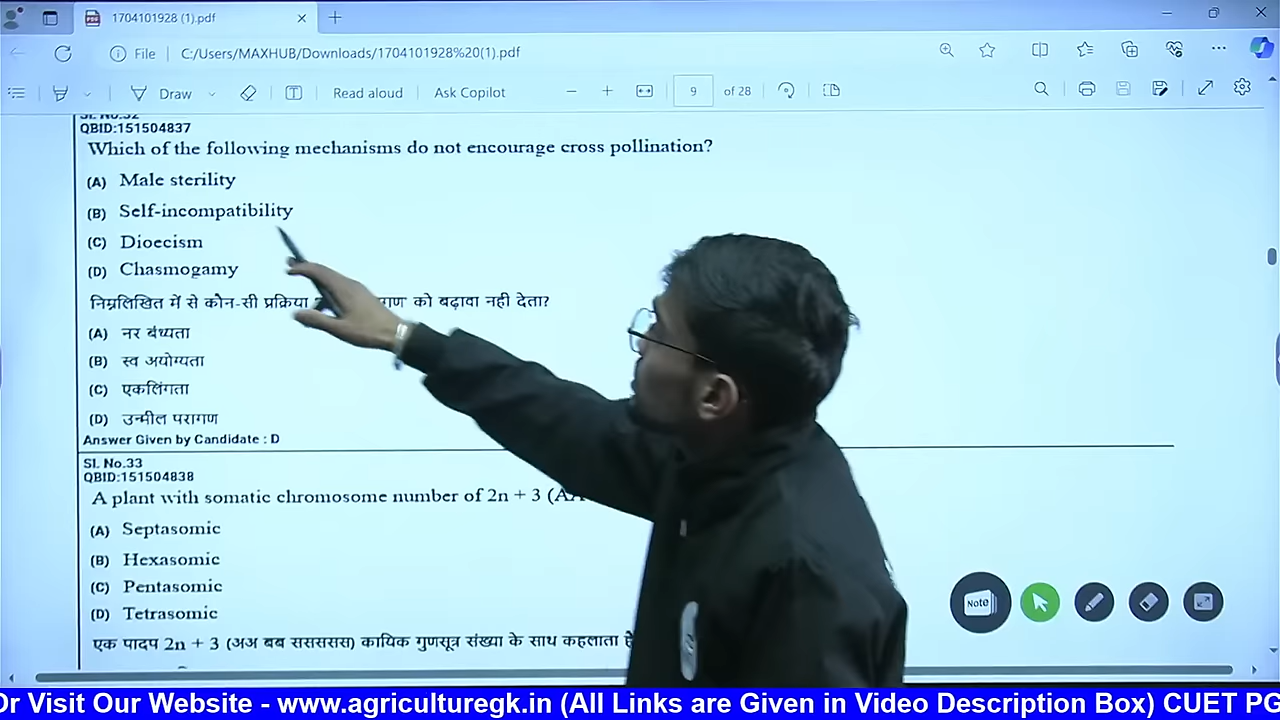 1704101928 (1).pdf
File
C:/Users/MAXHUB/Downloads/1704101928%20(1).pdf
Draw
Read aloud
Ask Copilot
9
of 28
Sl. No.32
QBID:151504837
Which of the following mechanisms do not encourage cross pollination?
(A) Male sterility
(B) Self-incompatibility
(C) Dioecism
(D) Chasmogamy
निम्नलिखित में से कौन-सी प्रक्रिया को बढ़ावा नही देता?
(A) नर बंध्यता
(B) स्व अयोग्यता
(C) एकलिंगता
(D) उन्मील परागण
Answer Given by Candidate : D
Sl. No.33
QBID:151504838
A plant with somatic chromosome number of 2n + 3
(A) Septasomic
(B) Hexasomic
(C) Pentasomic
(D) Tetrasomic
एक पादप 2n + 3 (अअ बब सससससस) कायिक गुणसूत्र संख्या के साथ कहलाता
Note
Or Visit Our Website - www.agriculturegk.in (All Links are Given in Video Description Box) CUET PG